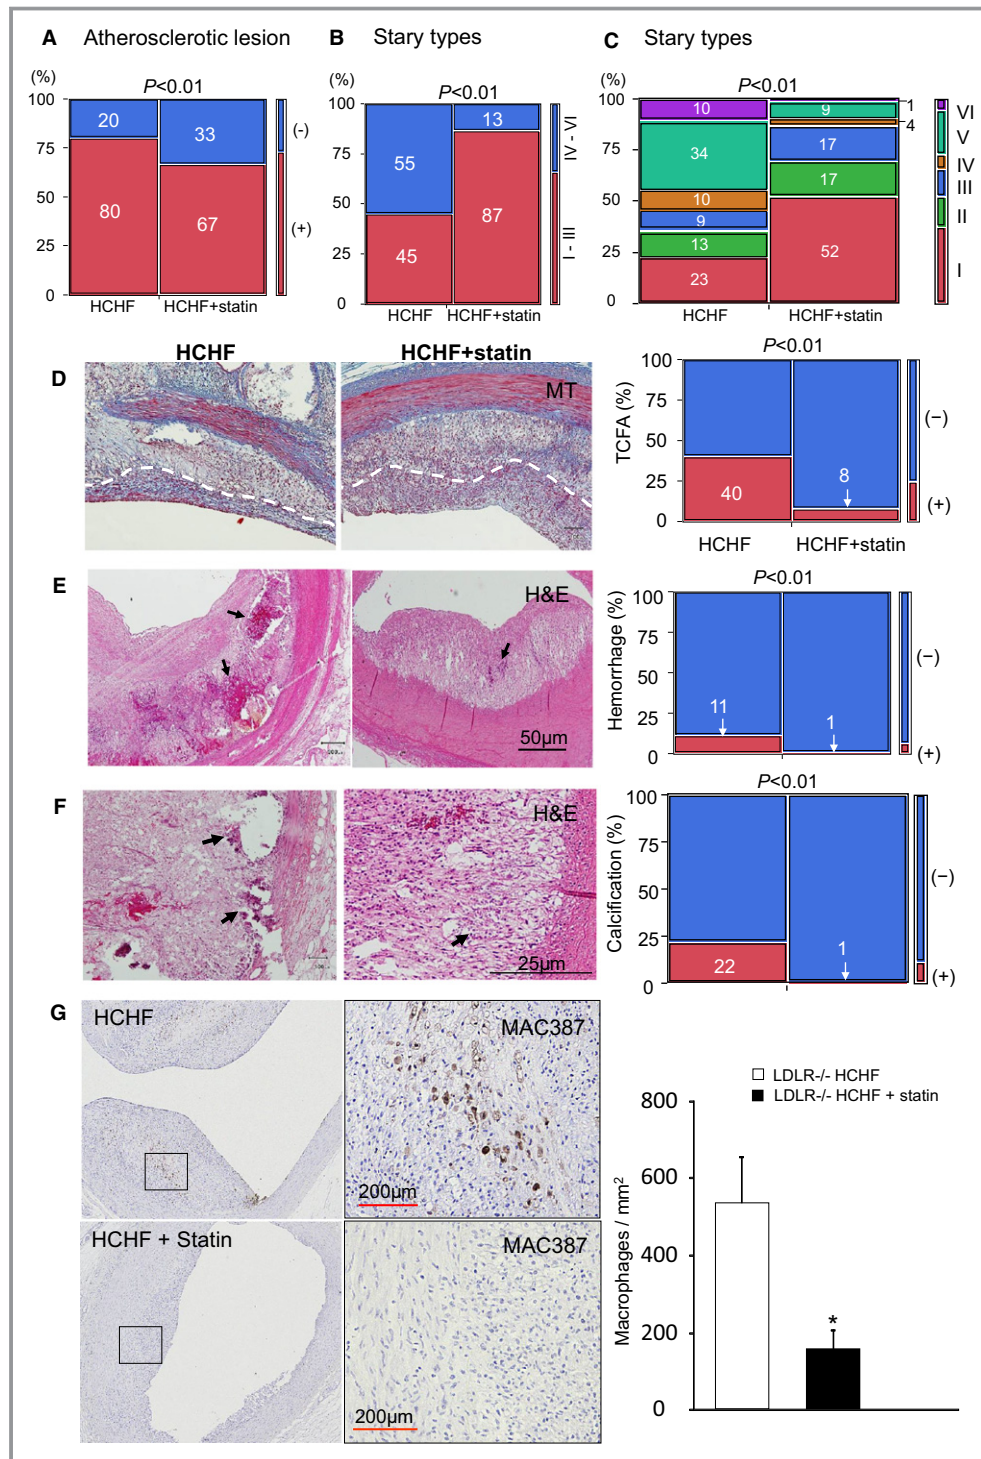 A Atherosclerotic lesion
(%)
P<0.01
100
75
50
25
0
20
33
80
67
(-)
(+)
HCHF HCHF+statin
B Stary types
(%)
P<0.01
100
75
50
25
0
55
13
45
87
IV - VI
I - III
HCHF HCHF+statin
C Stary types
(%)
P<0.01
100
75
50
25
0
10
34
10
9
13
23
1
9
4
17
17
52
VI
V
IV
III
II
I
HCHF HCHF+statin
D
HCHF HCHF+statin
MT
P<0.01
TCFA (%)
100
75
50
25
0
40
8
(−)
(+)
HCHF HCHF+statin
E
H&E
50µm
P<0.01
Hemorrhage (%)
100
75
50
25
0
11
1
(−)
(+)
F
H&E
25µm
P<0.01
Calcification (%)
100
75
50
25
0
22
1
(−)
(+)
G
HCHF
MAC387
200µm
HCHF + Statin
MAC387
200µm
LDLR-/- HCHF
LDLR-/- HCHF + statin
Macrophages / mm²
800
600
400
200
0
*